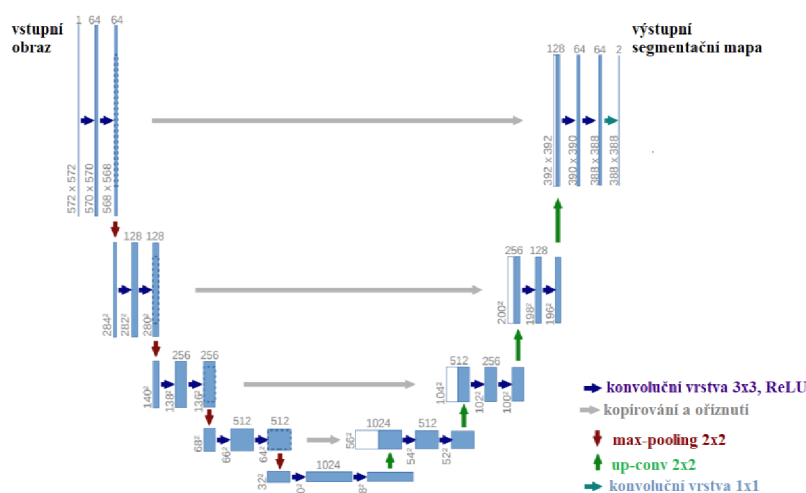 vstupní
obraz
1 64 64
572 x 572
570 x 570
568 x 568
výstupní
segmentační mapa
128 64 64 2
392 x 392
390 x 390
388 x 388
388 x 388
128 128
284²
282²
280²
256 128
200²
198²
196²
256 256
140²
138²
136²
512 256
104²
102²
100²
512 512
68²
66²
64²
1024 512
56²
54²
52²
1024
32²
konvoluční vrstva 3x3, ReLU
kopírování a oříznutí
max-pooling 2x2
up-conv 2x2
konvoluční vrstva 1x1